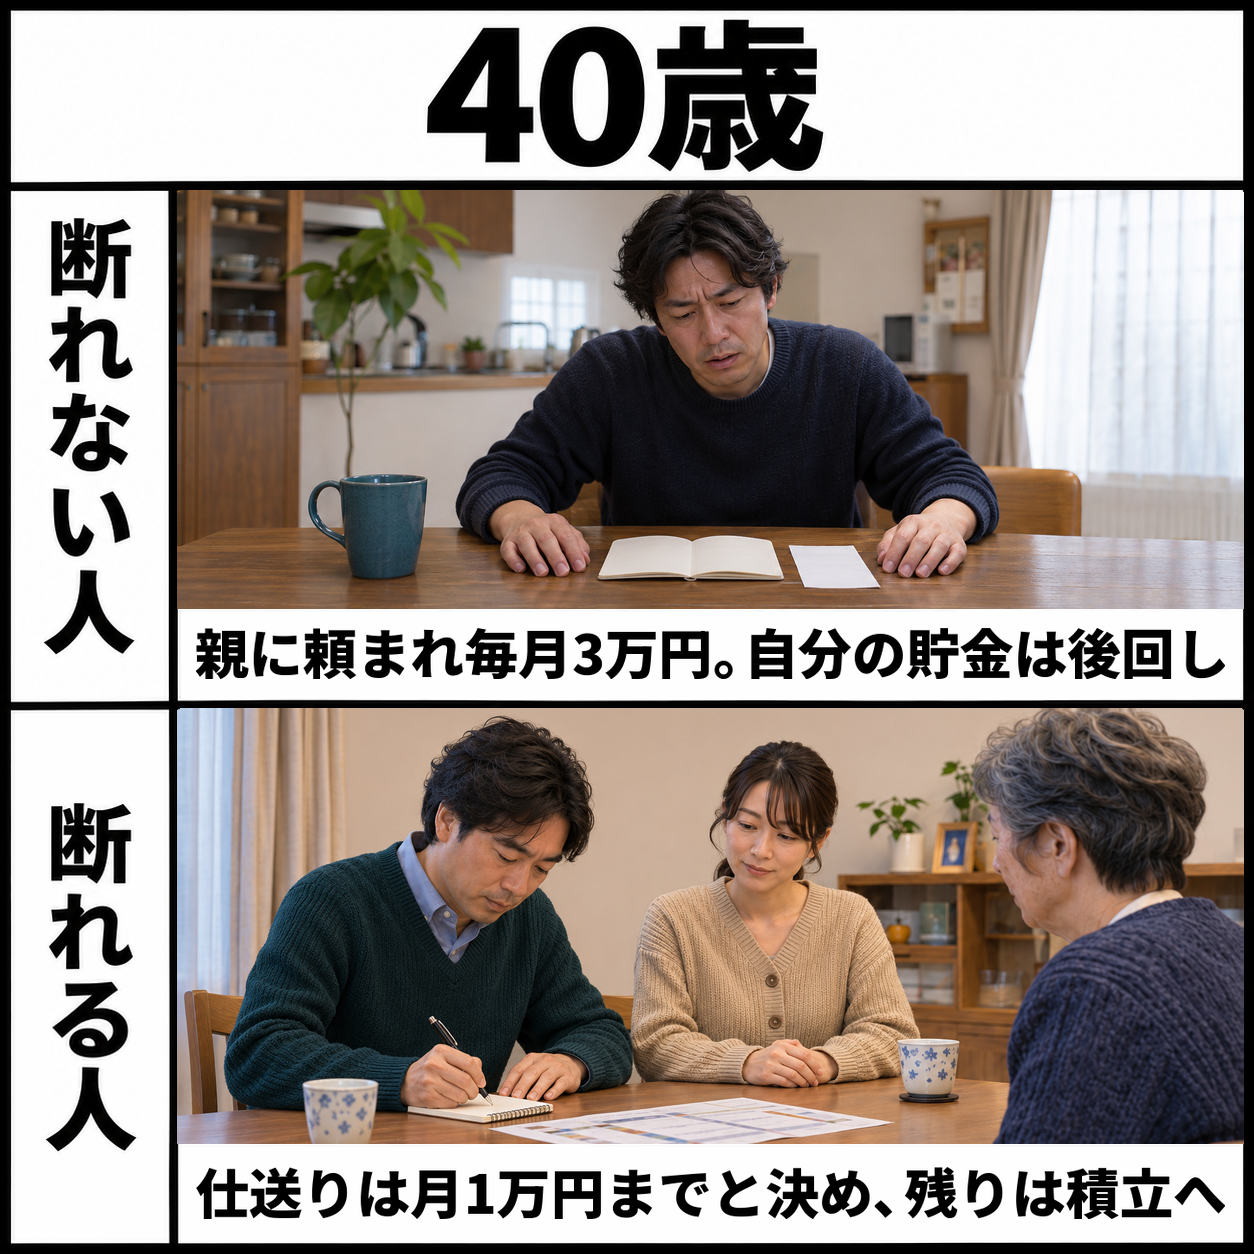 40歳
断れない人
親に頼まれ毎月3万円。自分の貯金は後回し
断れる人
仕送りは月1万円までと決め、残りは積立へ